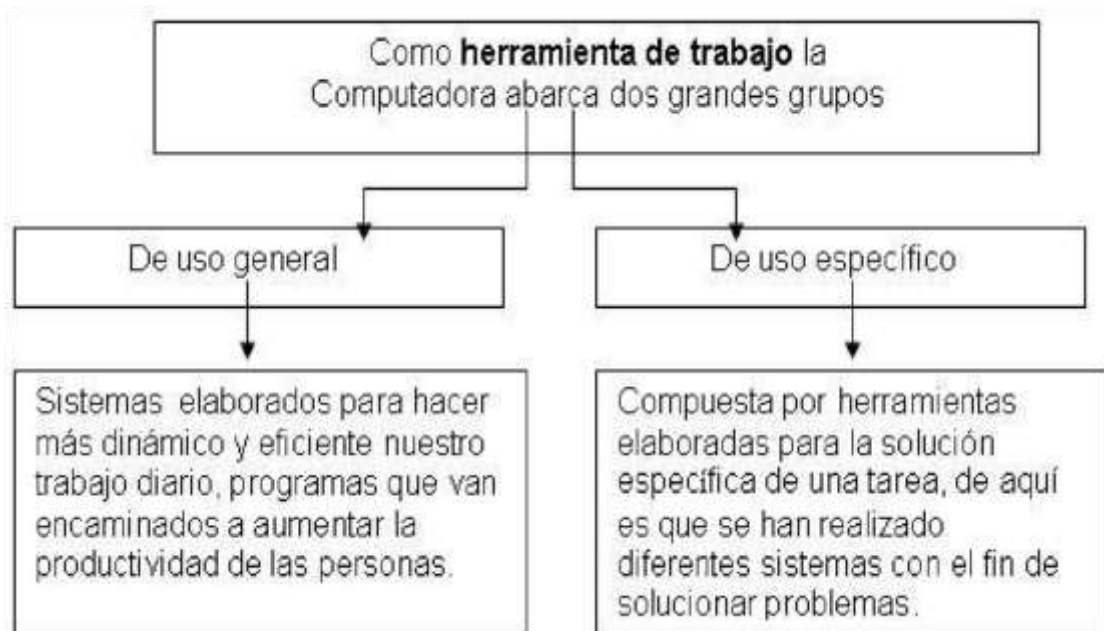 Como herramienta de trabajo la
Computadora abarca dos grandes grupos
De uso general
De uso específico
Sistemas elaborados para hacer
más dinámico y eficiente nuestro
trabajo diario, programas que van
encaminados a aumentar la
productividad de las personas.
Compuesta por herramientas
elaboradas para la solución
específica de una tarea, de aquí
es que se han realizado
diferentes sistemas con el fin de
solucionar problemas.